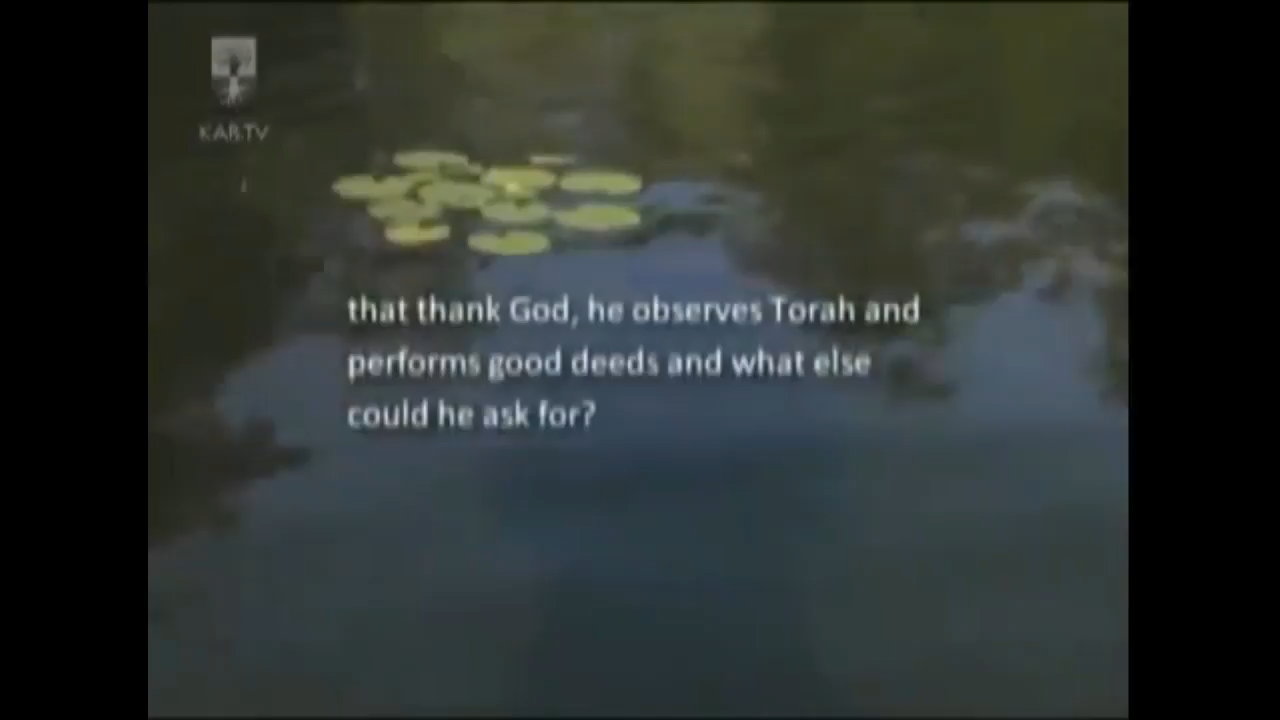 KAB.TV
that thank God, he observes Torah and
performs good deeds and what else
could he ask for?